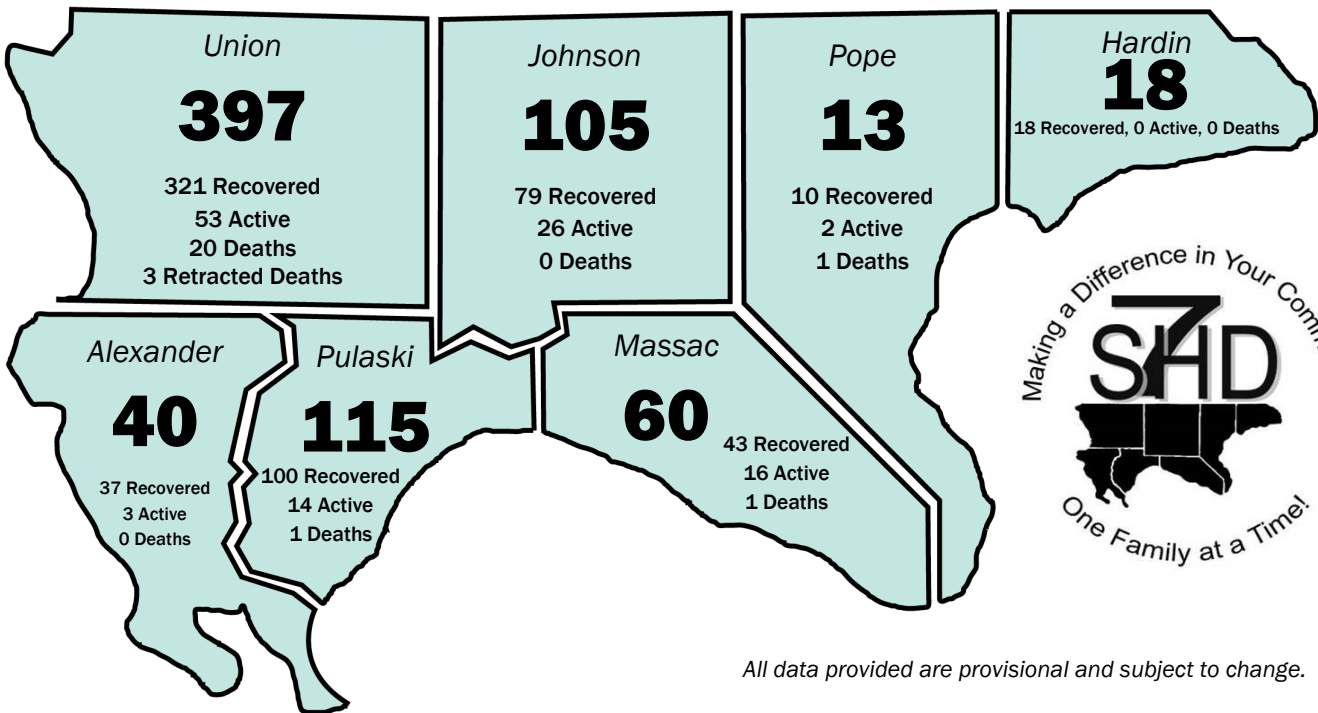 Union
397
321 Recovered
53 Active
20 Deaths
3 Retracted Deaths
Johnson
105
79 Recovered
26 Active
0 Deaths
Pope
13
10 Recovered
2 Active
1 Deaths
Hardin
18
18 Recovered, 0 Active, 0 Deaths
Alexander
40
37 Recovered
3 Active
0 Deaths
Pulaski
115
100 Recovered
14 Active
1 Deaths
Massac
60
43 Recovered
16 Active
1 Deaths
Making a Difference in Your
S7HD
One Family at a Time!
All data provided are provisional and subject to change.